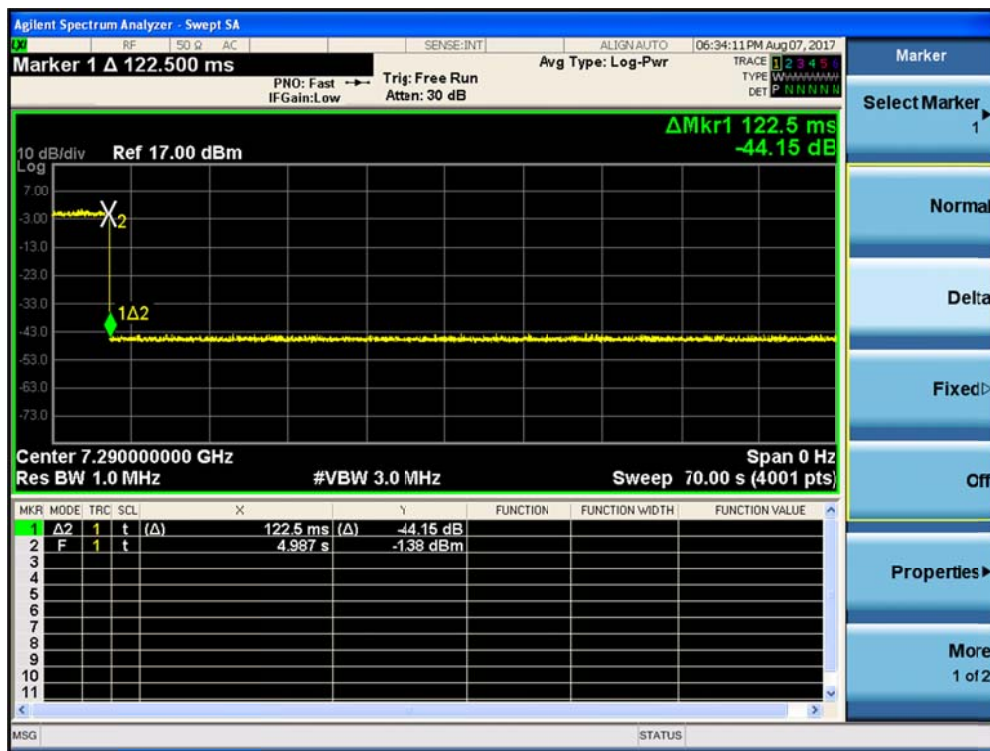 Agilent Spectrum Analyzer - Swept SA
LXI RF 50 Ω AC SENSE:INT ALIGNAUTO 06:34:11 PM Aug 07, 2017
Marker 1 Δ 122.500 ms
PNO: Fast
IFGain:Low
Trig: Free Run
Atten: 30 dB
Avg Type: Log-Pwr
TRACE 1 2 3 4 5 6
TYPE
DET P N N N N N
ΔMkr1 122.5 ms
-44.15 dB
10 dB/div Ref 17.00 dBm
Log
7.00
-3.00
-13.0
-23.0
-33.0
-43.0
-53.0
-63.0
-73.0
2
1Δ2
Center 7.290000000 GHz Span 0 Hz
Res BW 1.0 MHz #VBW 3.0 MHz Sweep 70.00 s (4001 pts)
MKR MODE TRC SCL X Y FUNCTION FUNCTION WIDTH FUNCTION VALUE
1 Δ2 1 t (Δ) 122.5 ms (Δ) -44.15 dB
2 F 1 t 4.987 s -138 dBm
3
4
5
6
7
8
9
10
11
MSG STATUS
Marker
Select Marker
1
Normal
Delta
Fixed
Off
Properties
More
1 of 2